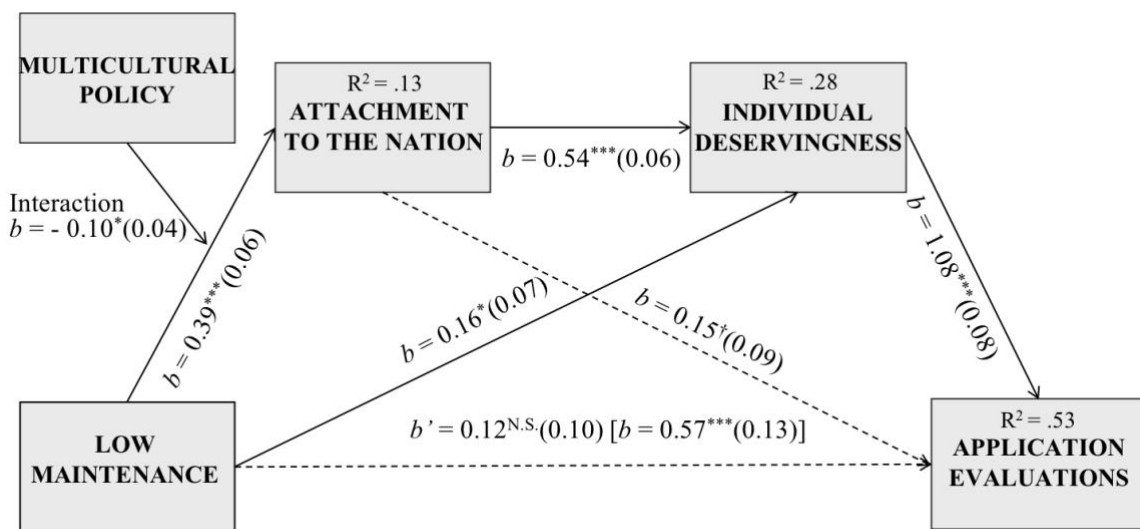 MULTICULTURAL
POLICY
R² = .13
ATTACHMENT
TO THE NATION
R² = .28
INDIVIDUAL
DESERVINGNESS
b = 0.54***(0.06)
Interaction
b = - 0.10*(0.04)
b = 0.39***(0.06)
b = 0.16*(0.07)
b = 0.15†(0.09)
b = 1.08***(0.08)
LOW
MAINTENANCE
b’ = 0.12N.S.(0.10) [b = 0.57***(0.13)]
R² = .53
APPLICATION
EVALUATIONS